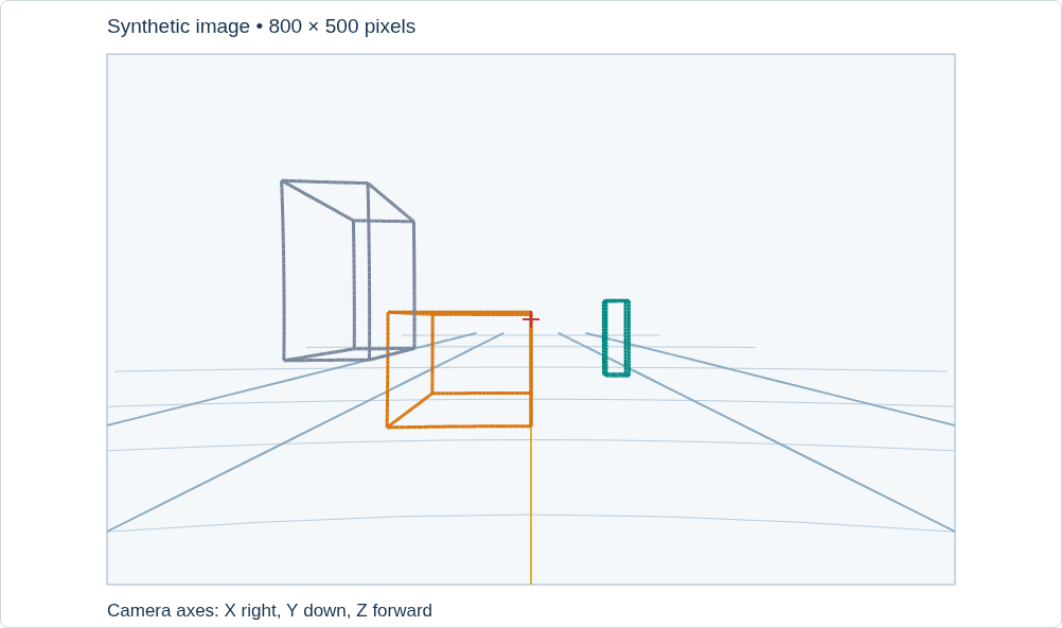 Synthetic image • 800 × 500 pixels
Camera axes: X right, Y down, Z forward